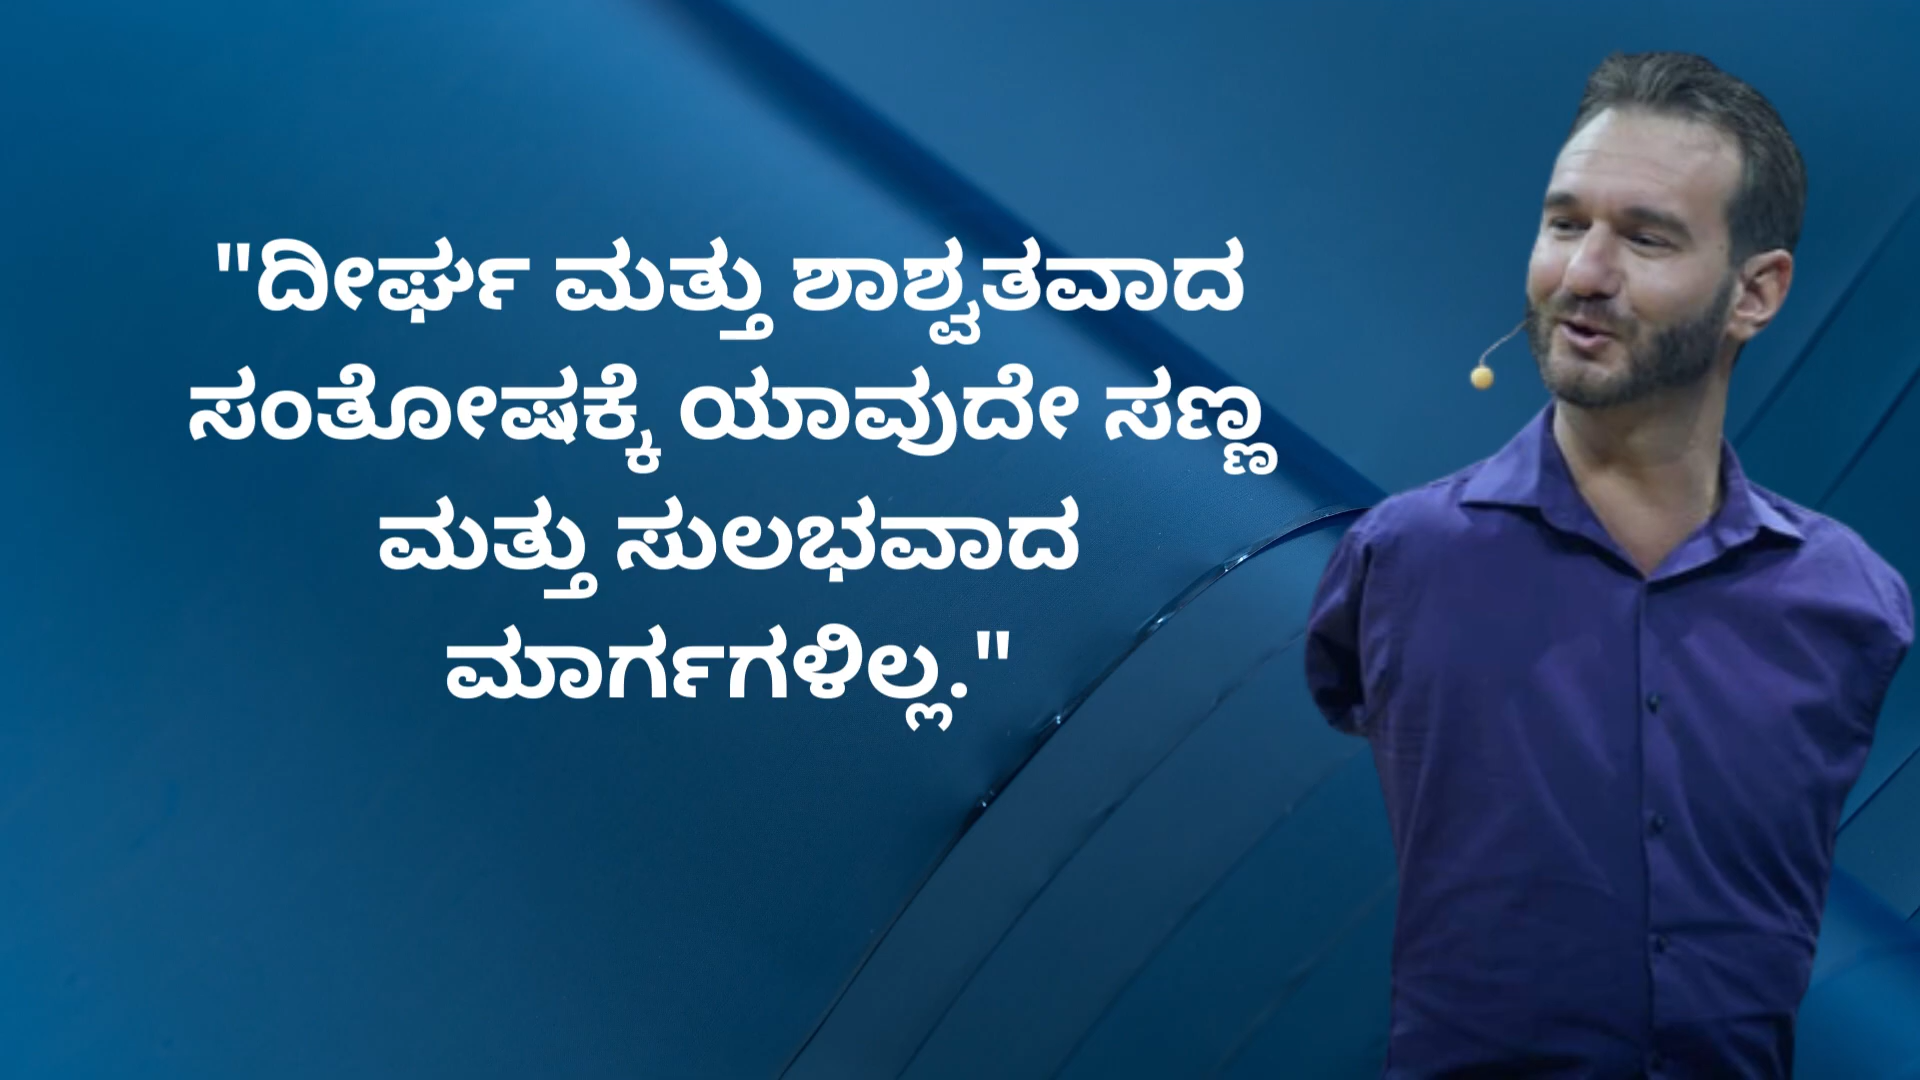 "ದೀರ್ಘ ಮತ್ತು ಶಾಶ್ವತವಾದ
ಸಂತೋಷಕ್ಕೆ ಯಾವುದೇ ಸಣ್ಣ
ಮತ್ತು ಸುಲಭವಾದ
ಮಾರ್ಗಗಳಿಲ್ಲ."